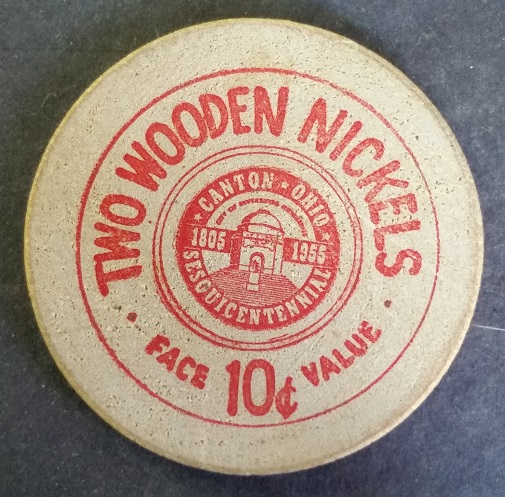 TWO WOODEN NICKELS
CANTON ★ OHIO
1805 1955
SESQUICENTENNIAL
FACE 10¢ VALUE